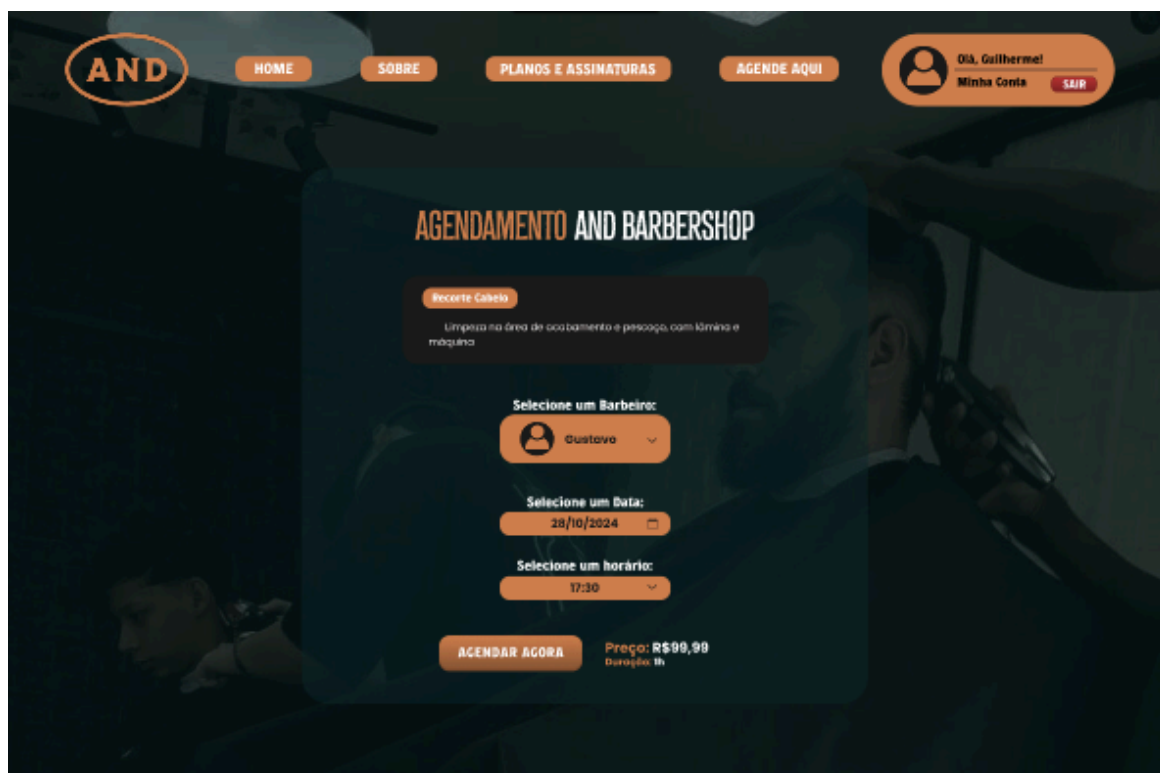 AND
HOME
SOBRE
PLANOS E ASSINATURAS
AGENDE AQUI
Olá, Guilherme!
Minha Conta
SAIR
AGENDAMENTO AND BARBERSHOP
Recorte Cabelo
Limpeza na área de acabamento e pescoço, com lâmina e
máquina
Selecione um Barbeiro:
Gustavo
Selecione um Data:
28/10/2024
Selecione um horário:
17:30
AGENDAR AGORA
Preço: R$99,99
Duração: 1h